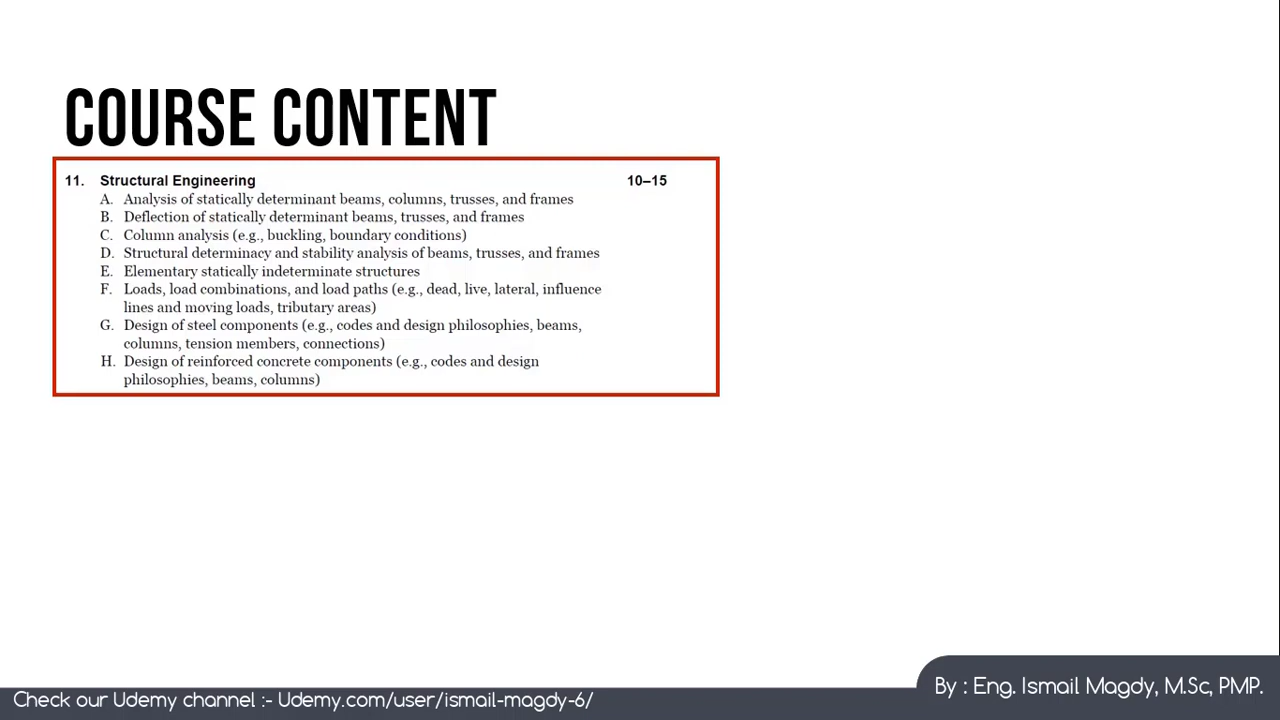 COURSE CONTENT
11. Structural Engineering 10–15
A. Analysis of statically determinant beams, columns, trusses, and frames
B. Deflection of statically determinant beams, trusses, and frames
C. Column analysis (e.g., buckling, boundary conditions)
D. Structural determinacy and stability analysis of beams, trusses, and frames
E. Elementary statically indeterminate structures
F. Loads, load combinations, and load paths (e.g., dead, live, lateral, influence
lines and moving loads, tributary areas)
G. Design of steel components (e.g., codes and design philosophies, beams,
columns, tension members, connections)
H. Design of reinforced concrete components (e.g., codes and design
philosophies, beams, columns)
By : Eng. Ismail Magdy, M.Sc, PMP.
Check our Udemy channel :- Udemy.com/user/ismail-magdy-6/